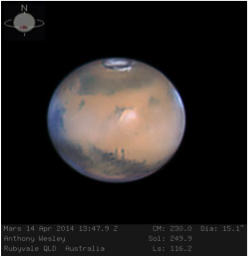 N
Mars 14 Apr 2014 13:47.9 Z CM: 230.0 Dia: 15.1"
Anthony Wesley Sol: 249.9
Rubyvale QLD Australia Ls: 116.2